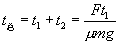 t总 = t₁ + t₂ = Ft₁ / μmg